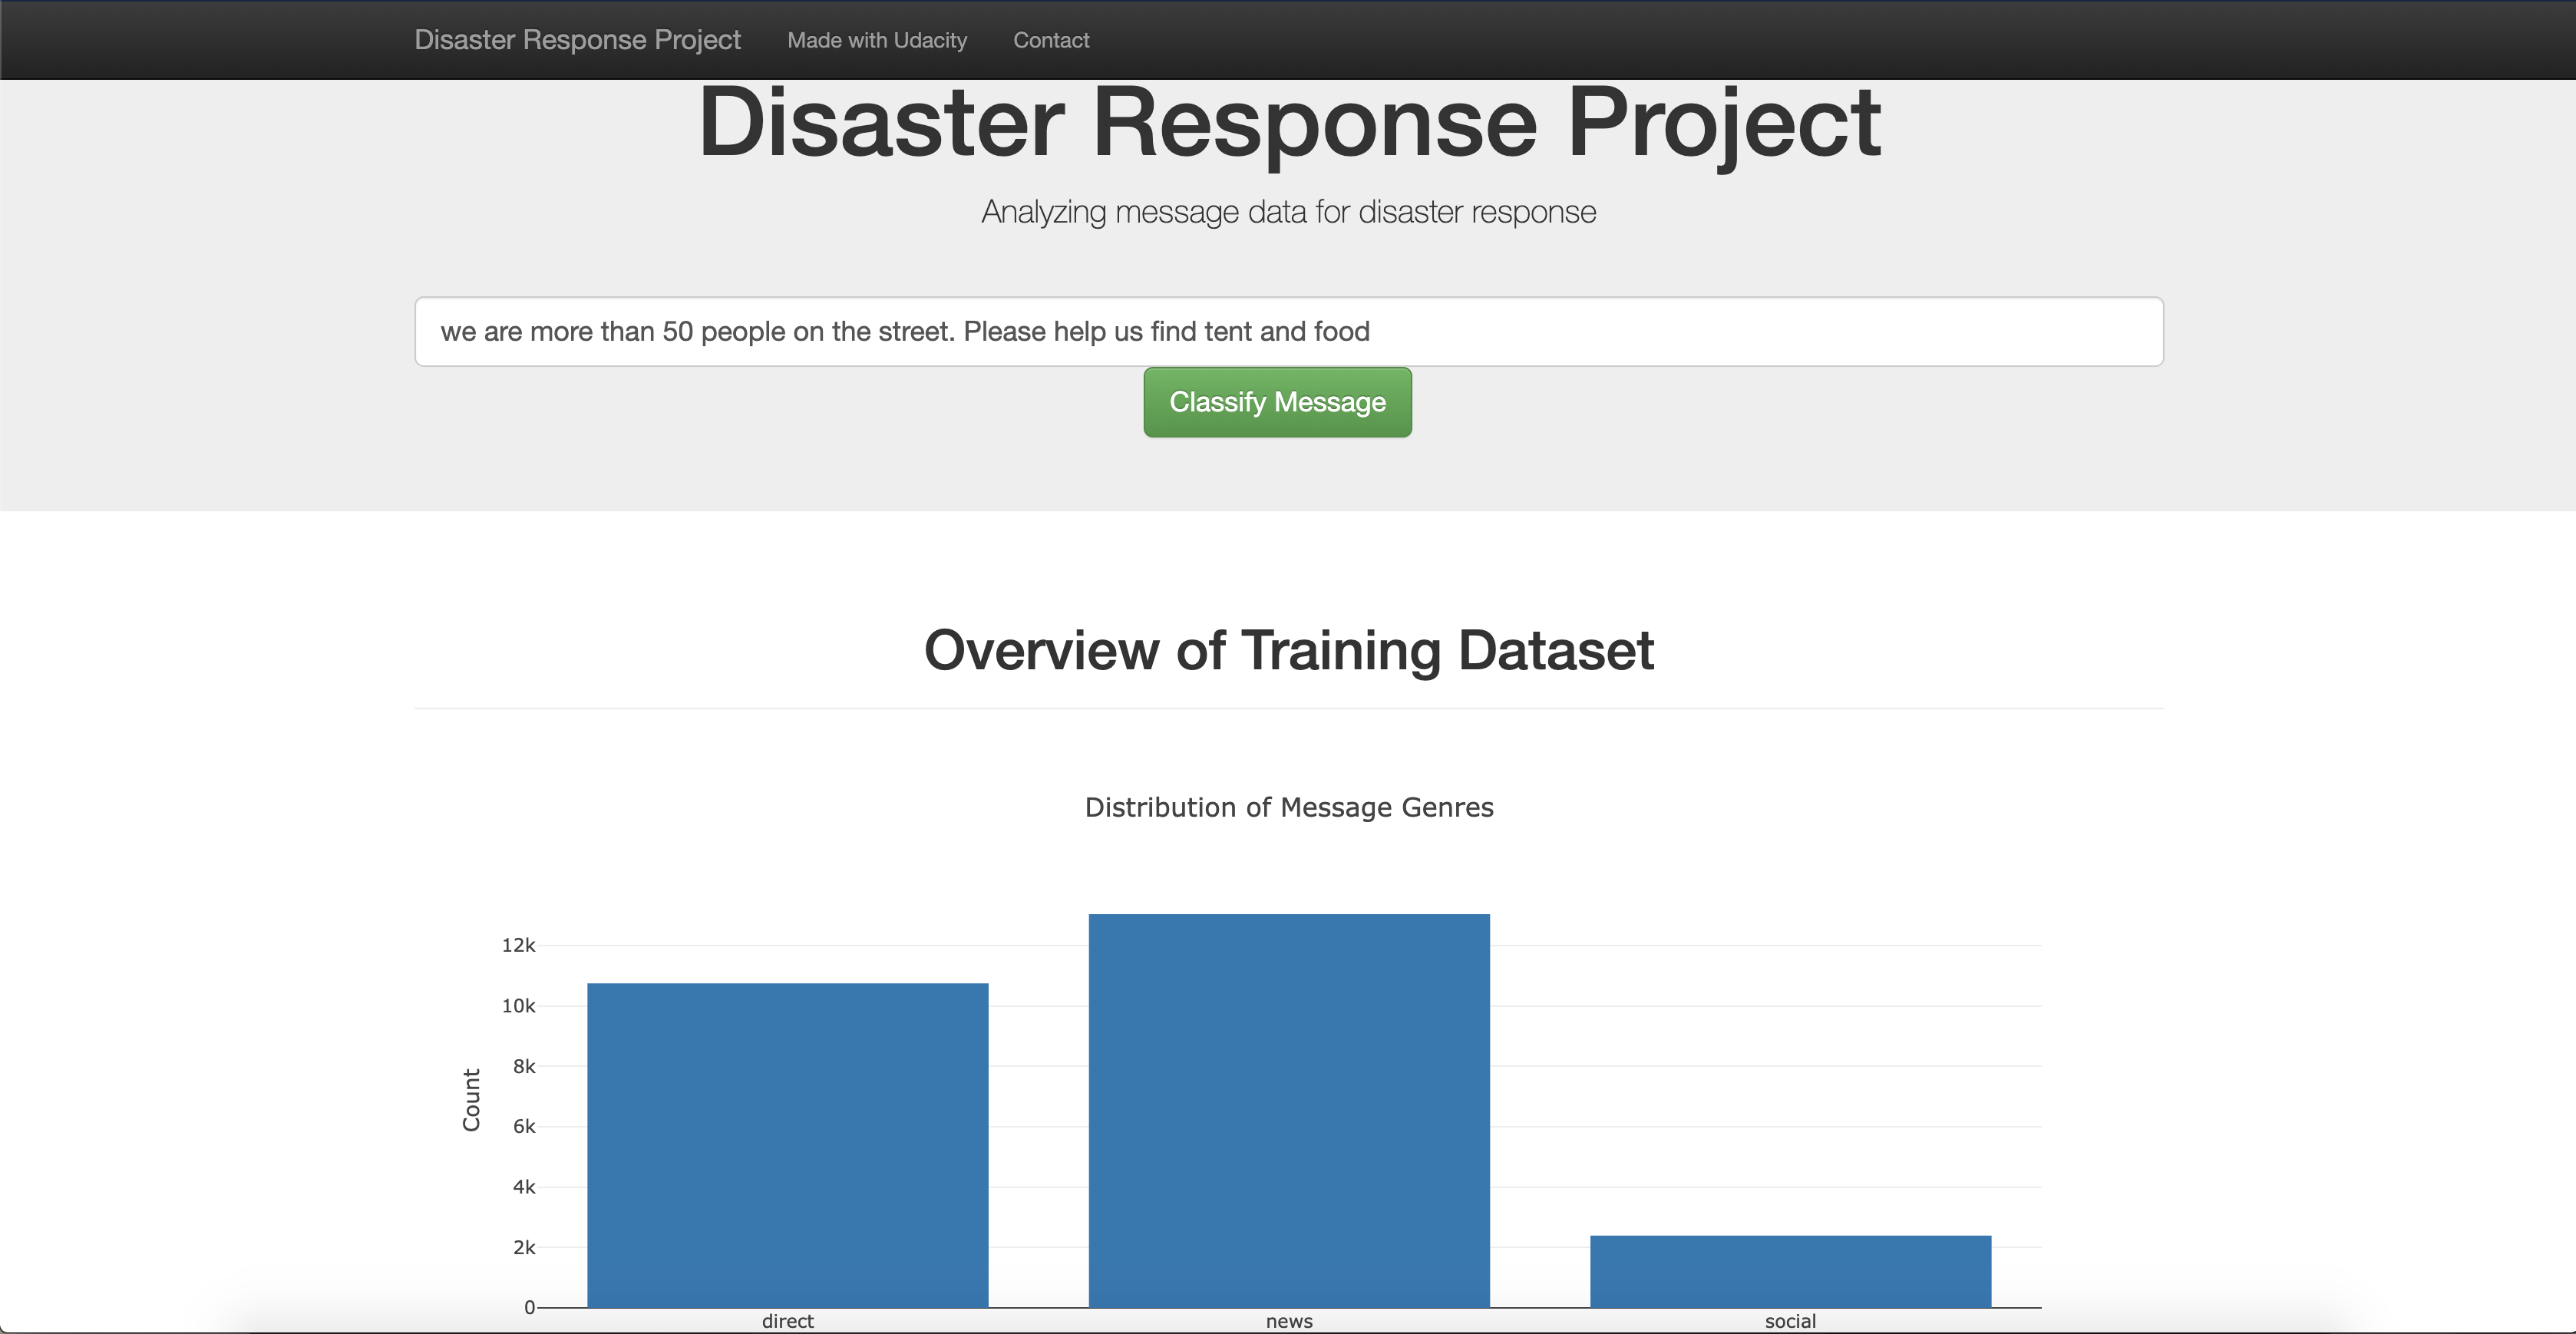 Disaster Response Project Made with Udacity Contact
Disaster Response Project
Analyzing message data for disaster response
we are more than 50 people on the street. Please help us find tent and food
Classify Message
Overview of Training Dataset
Distribution of Message Genres
12k
10k
8k
6k
4k
2k
0
Count
direct news social